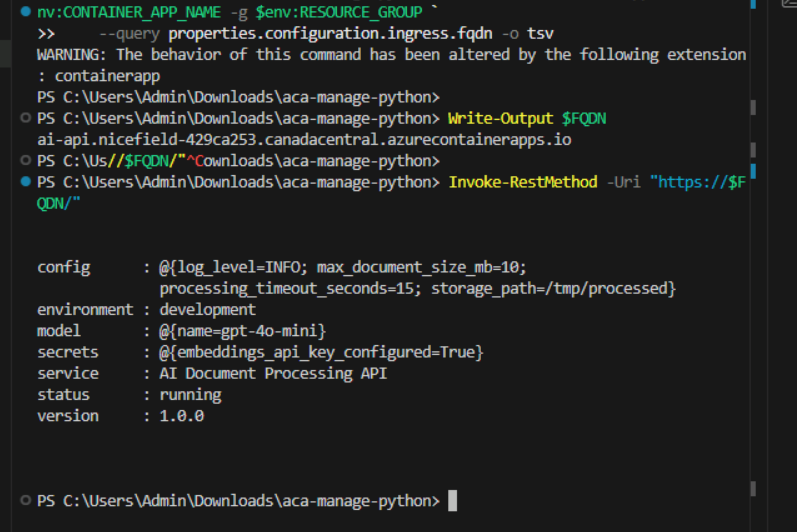 nv:CONTAINER_APP_NAME -g $env:RESOURCE_GROUP `
>>     --query properties.configuration.ingress.fqdn -o tsv
WARNING: The behavior of this command has been altered by the following extension
: containerapp
PS C:\Users\Admin\Downloads\aca-manage-python>
PS C:\Users\Admin\Downloads\aca-manage-python> Write-Output $FQDN
ai-api.nicefield-429ca253.canadacentral.azurecontainerapps.io
PS C:\Us//$FQDN/"^Cownloads\aca-manage-python>
PS C:\Users\Admin\Downloads\aca-manage-python> Invoke-RestMethod -Uri "https://$F
QDN/"
config      : @{log_level=INFO; max_document_size_mb=10;
              processing_timeout_seconds=15; storage_path=/tmp/processed}
environment : development
model       : @{name=gpt-4o-mini}
secrets     : @{embeddings_api_key_configured=True}
service     : AI Document Processing API
status      : running
version     : 1.0.0
PS C:\Users\Admin\Downloads\aca-manage-python>